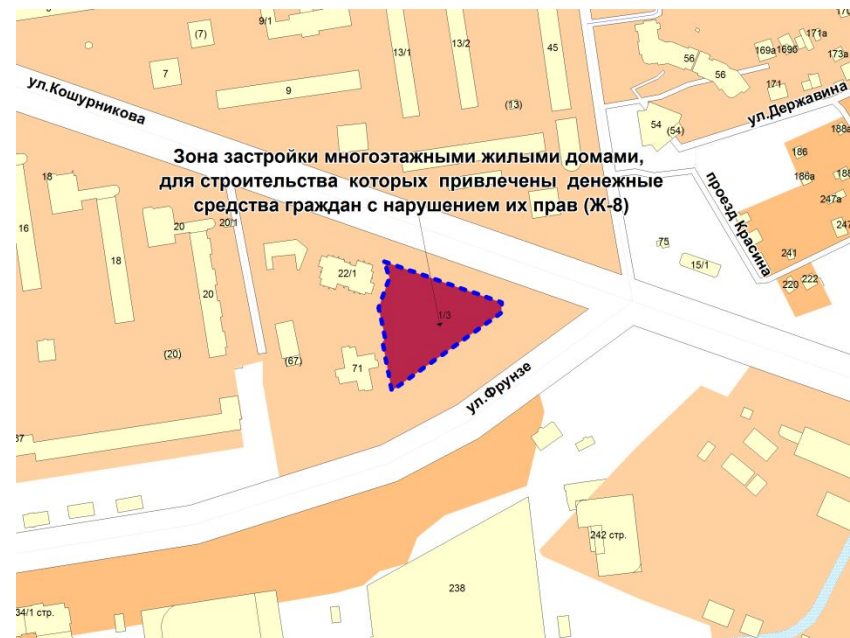 (7)
9/1
7
9
13/1
13/2
45
(13)
56
56
54
(54)
169а
169б
171а
173а
171
ул.Державина
188а
186
186а
188
247а
247
241
220
222
проезд Красина
75
15/1
ул.Кошурникова
Зона застройки многоэтажными жилыми домами,
для строительства которых привлечены денежные
средства граждан с нарушением их прав (Ж-8)
18
16
18
20
20/1
20
22/1
1/3
(20)
(67)
71
ул.Фрунзе
37
242 стр.
238
34/1 стр.